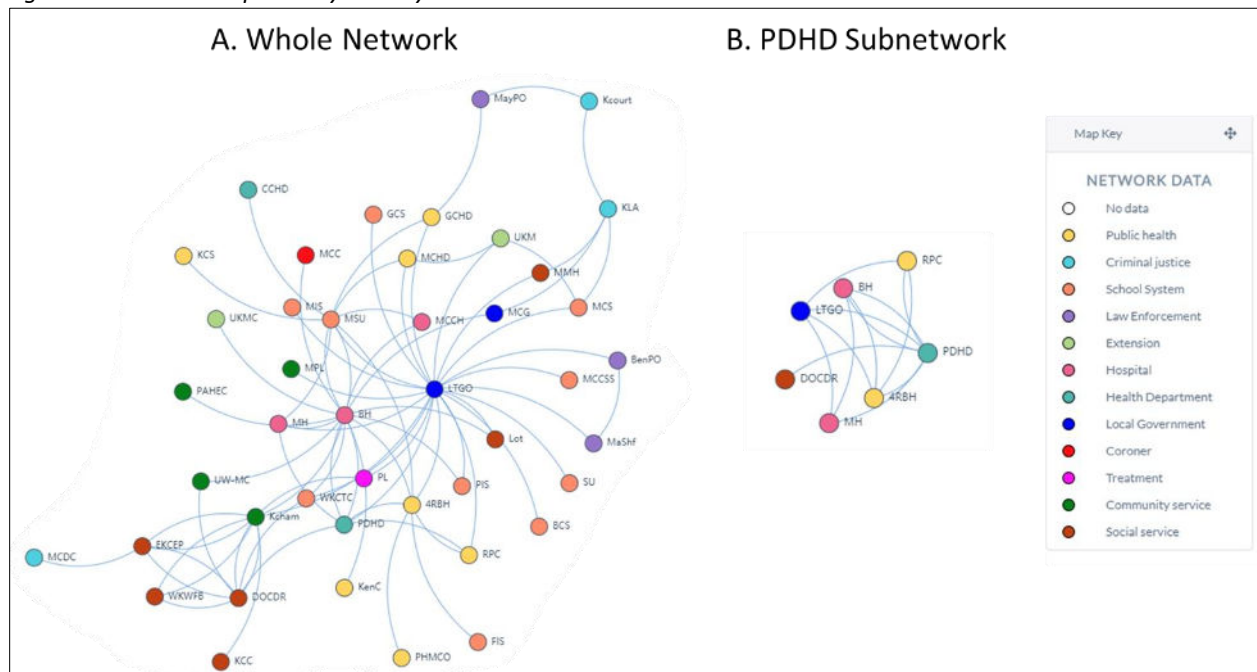 A. Whole Network
B. PDHD Subnetwork
MayPO
Kcourt
CCHD
GCS
GCHD
KLA
KCS
MCC
MCHD
UKM
MMH
MIS
MSU
MCCH
MCG
MCS
UKMC
MPL
LTGO
BenPO
MCCSS
PAHEC
MH
BH
Lot
MaShf
UW-MC
PL
PIS
SU
WKCTC
4RBH
Kcham
PDHD
BCS
MCDC
EKCEP
RPC
WKWFB
DOCDR
KenC
KCC
PHMCO
FIS
RPC
BH
LTGO
PDHD
DOCDR
4RBH
MH
Map Key
NETWORK DATA
No data
Public health
Criminal justice
School System
Law Enforcement
Extension
Hospital
Health Department
Local Government
Coroner
Treatment
Community service
Social service